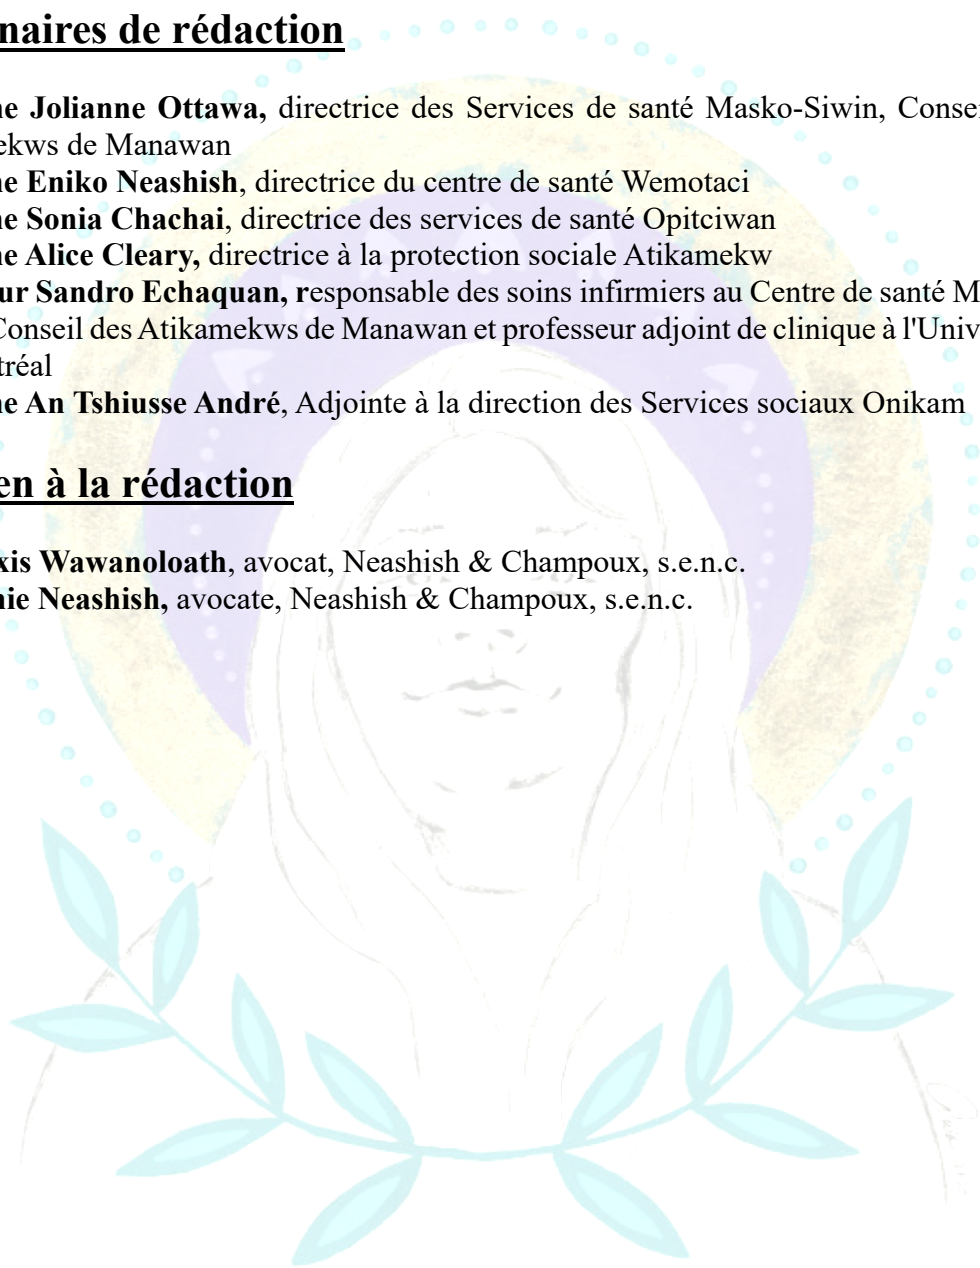 naires de rédaction
ne Jolianne Ottawa, directrice des Services de santé Masko-Siwin, Consei
ekws de Manawan
ne Eniko Neashish, directrice du centre de santé Wemotaci
ne Sonia Chachai, directrice des services de santé Opitciwan
ne Alice Cleary, directrice à la protection sociale Atikamekw
ur Sandro Echaquan, responsable des soins infirmiers au Centre de santé M
Conseil des Atikamekws de Manawan et professeur adjoint de clinique à l'Univ
tréal
ne An Tshiusse André, Adjointe à la direction des Services sociaux Onikam
en à la rédaction
xis Wawanoloath, avocat, Neashish & Champoux, s.e.n.c.
nie Neashish, avocate, Neashish & Champoux, s.e.n.c.